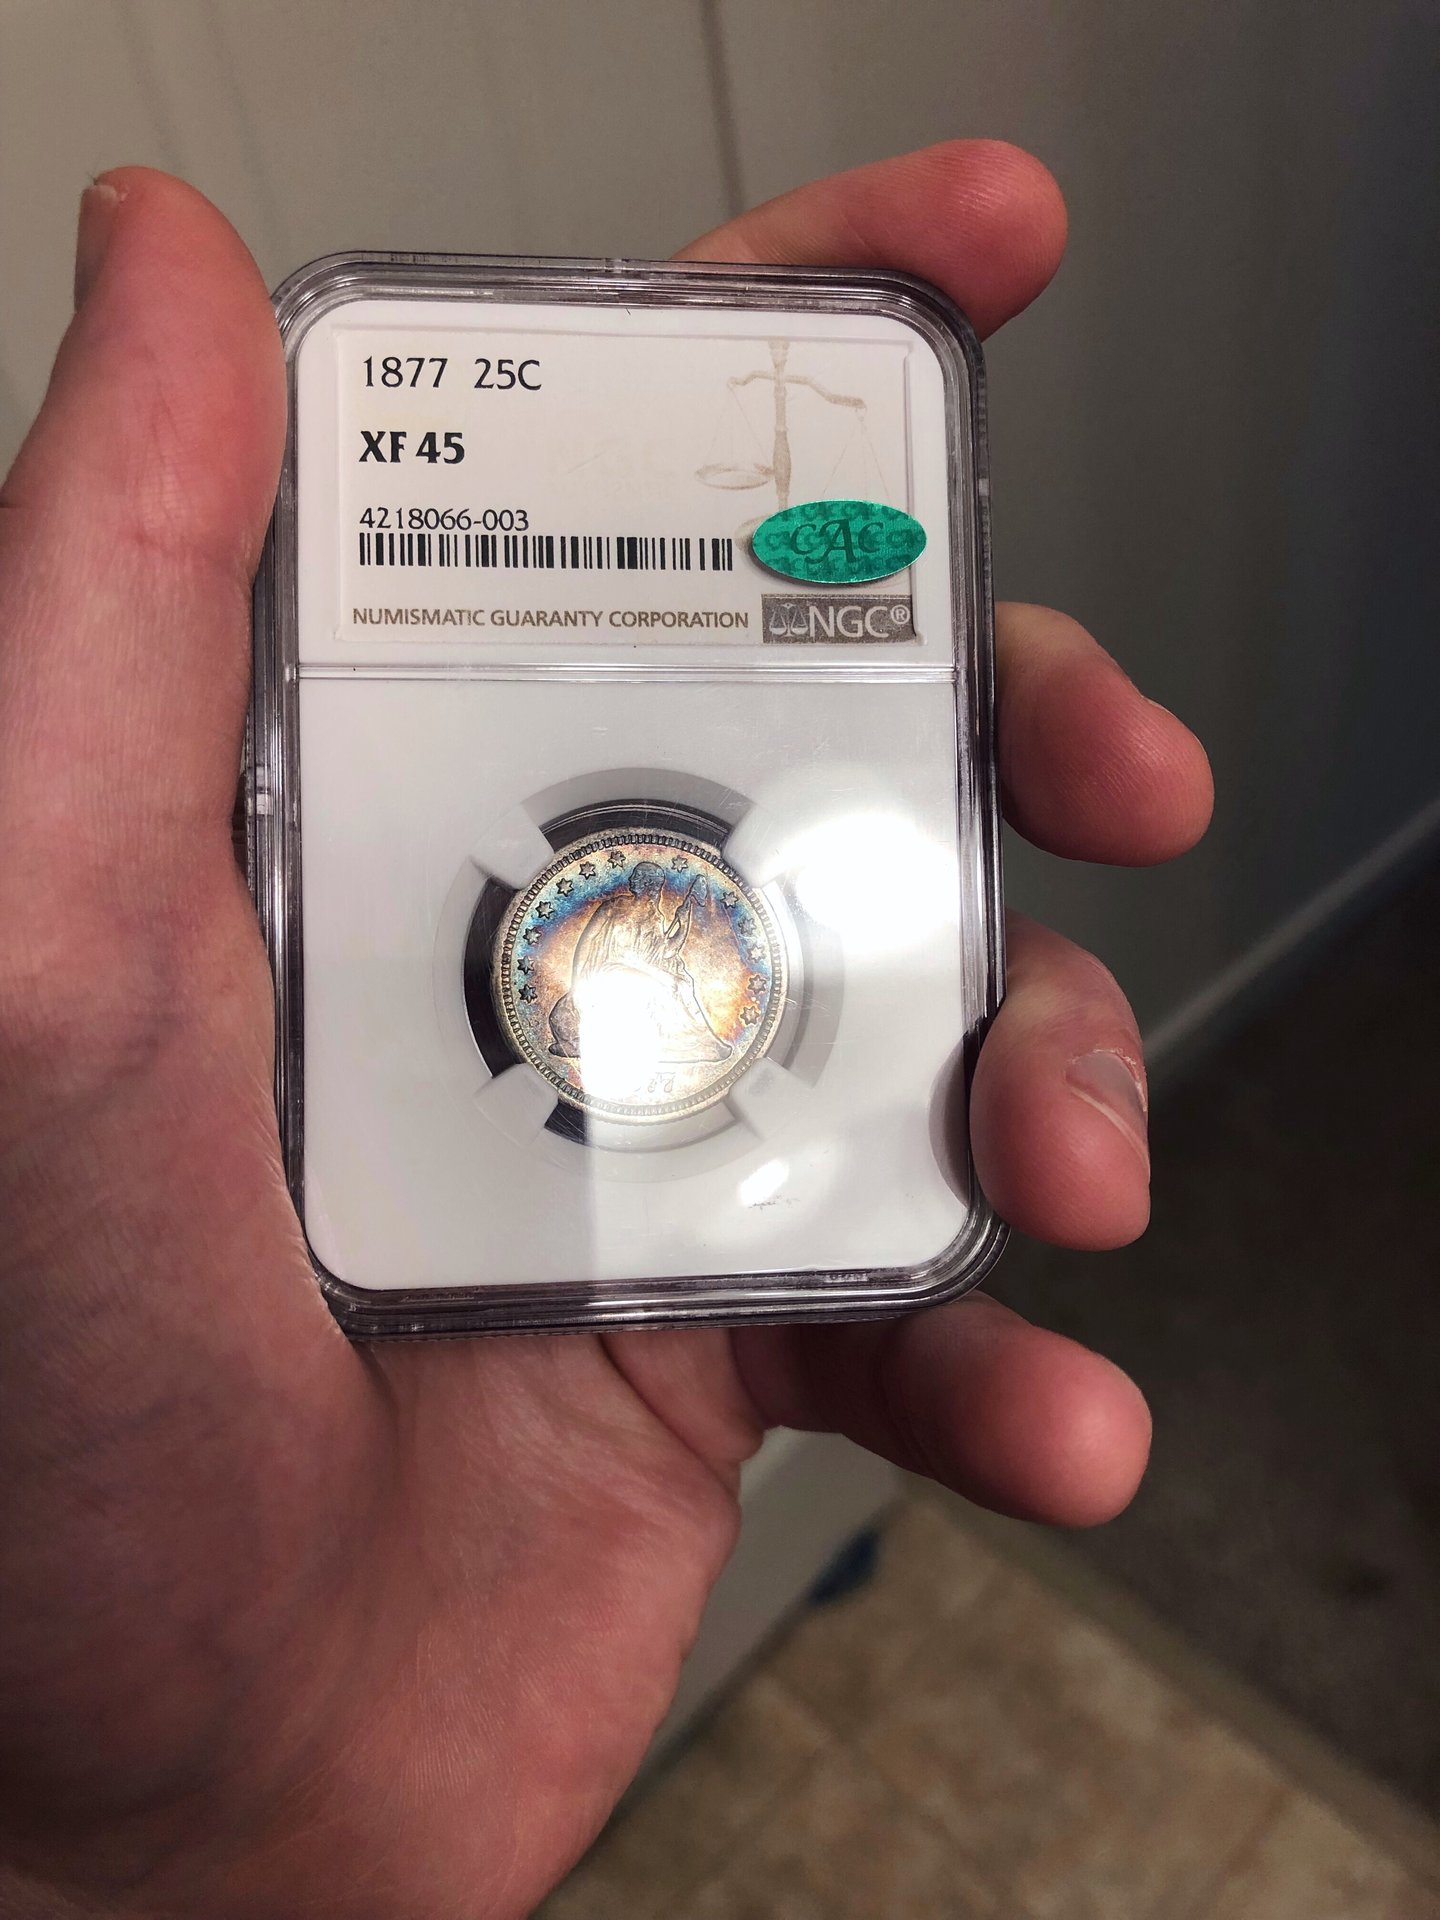 1877 25C
XF 45
4218066-003
CAC
NUMISMATIC GUARANTY CORPORATION
NGC®